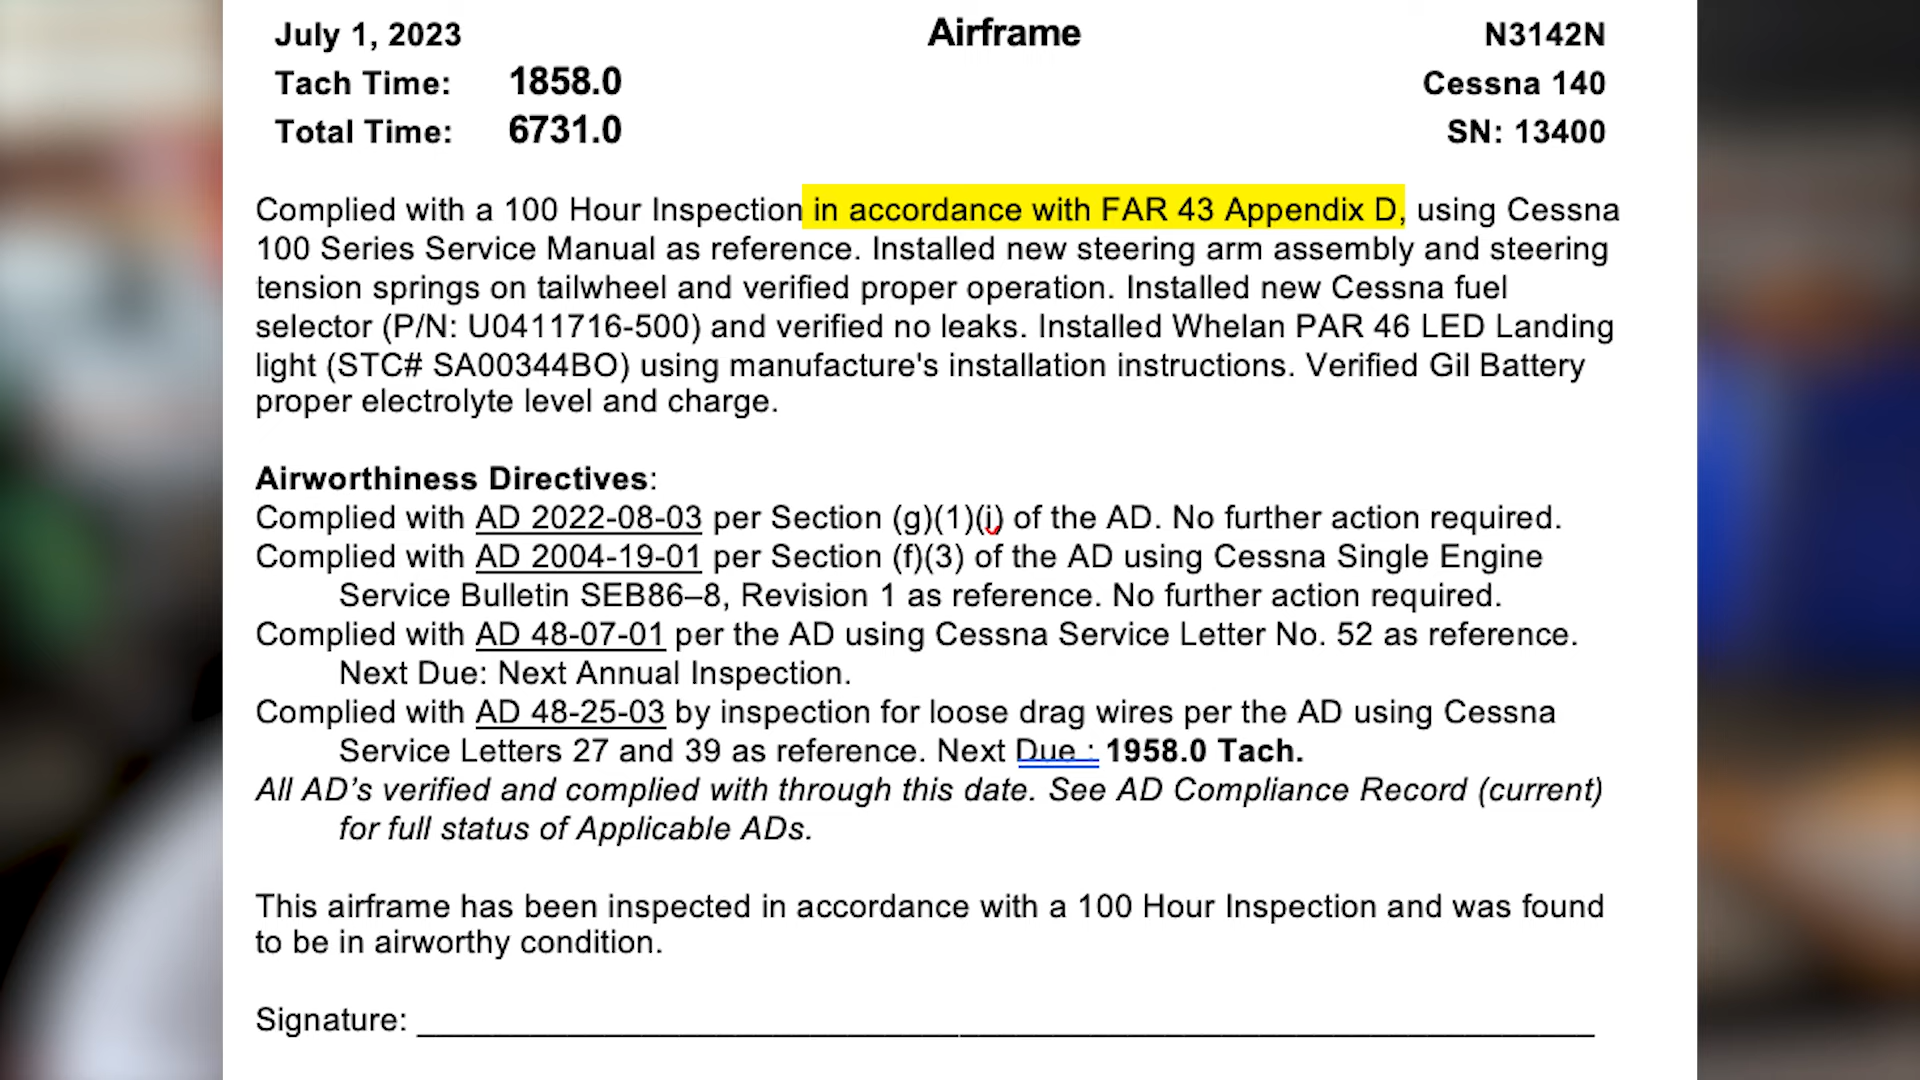 July 1, 2023 Airframe N3142N
Tach Time: 1858.0 Cessna 140
Total Time: 6731.0 SN: 13400
Complied with a 100 Hour Inspection in accordance with FAR 43 Appendix D, using Cessna
100 Series Service Manual as reference. Installed new steering arm assembly and steering
tension springs on tailwheel and verified proper operation. Installed new Cessna fuel
selector (P/N: U0411716-500) and verified no leaks. Installed Whelan PAR 46 LED Landing
light (STC# SA00344BO) using manufacture's installation instructions. Verified Gil Battery
proper electrolyte level and charge.
Airworthiness Directives:
Complied with AD 2022-08-03 per Section (g)(1)(i) of the AD. No further action required.
Complied with AD 2004-19-01 per Section (f)(3) of the AD using Cessna Single Engine
Service Bulletin SEB86–8, Revision 1 as reference. No further action required.
Complied with AD 48-07-01 per the AD using Cessna Service Letter No. 52 as reference.
Next Due: Next Annual Inspection.
Complied with AD 48-25-03 by inspection for loose drag wires per the AD using Cessna
Service Letters 27 and 39 as reference. Next Due : 1958.0 Tach.
All AD’s verified and complied with through this date. See AD Compliance Record (current)
for full status of Applicable ADs.
This airframe has been inspected in accordance with a 100 Hour Inspection and was found
to be in airworthy condition.
Signature: